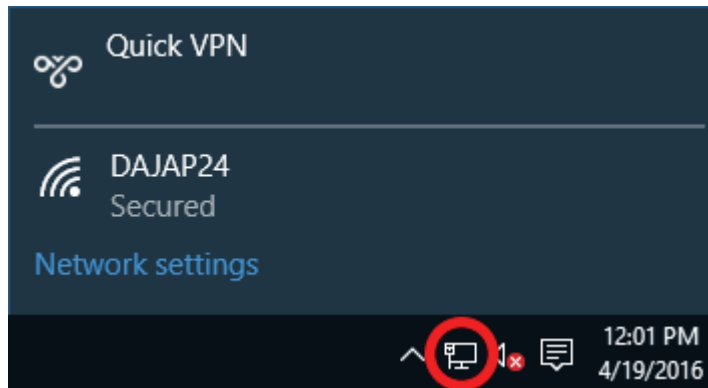 Quick VPN
DAJAP24
Secured
Network settings
12:01 PM
4/19/2016